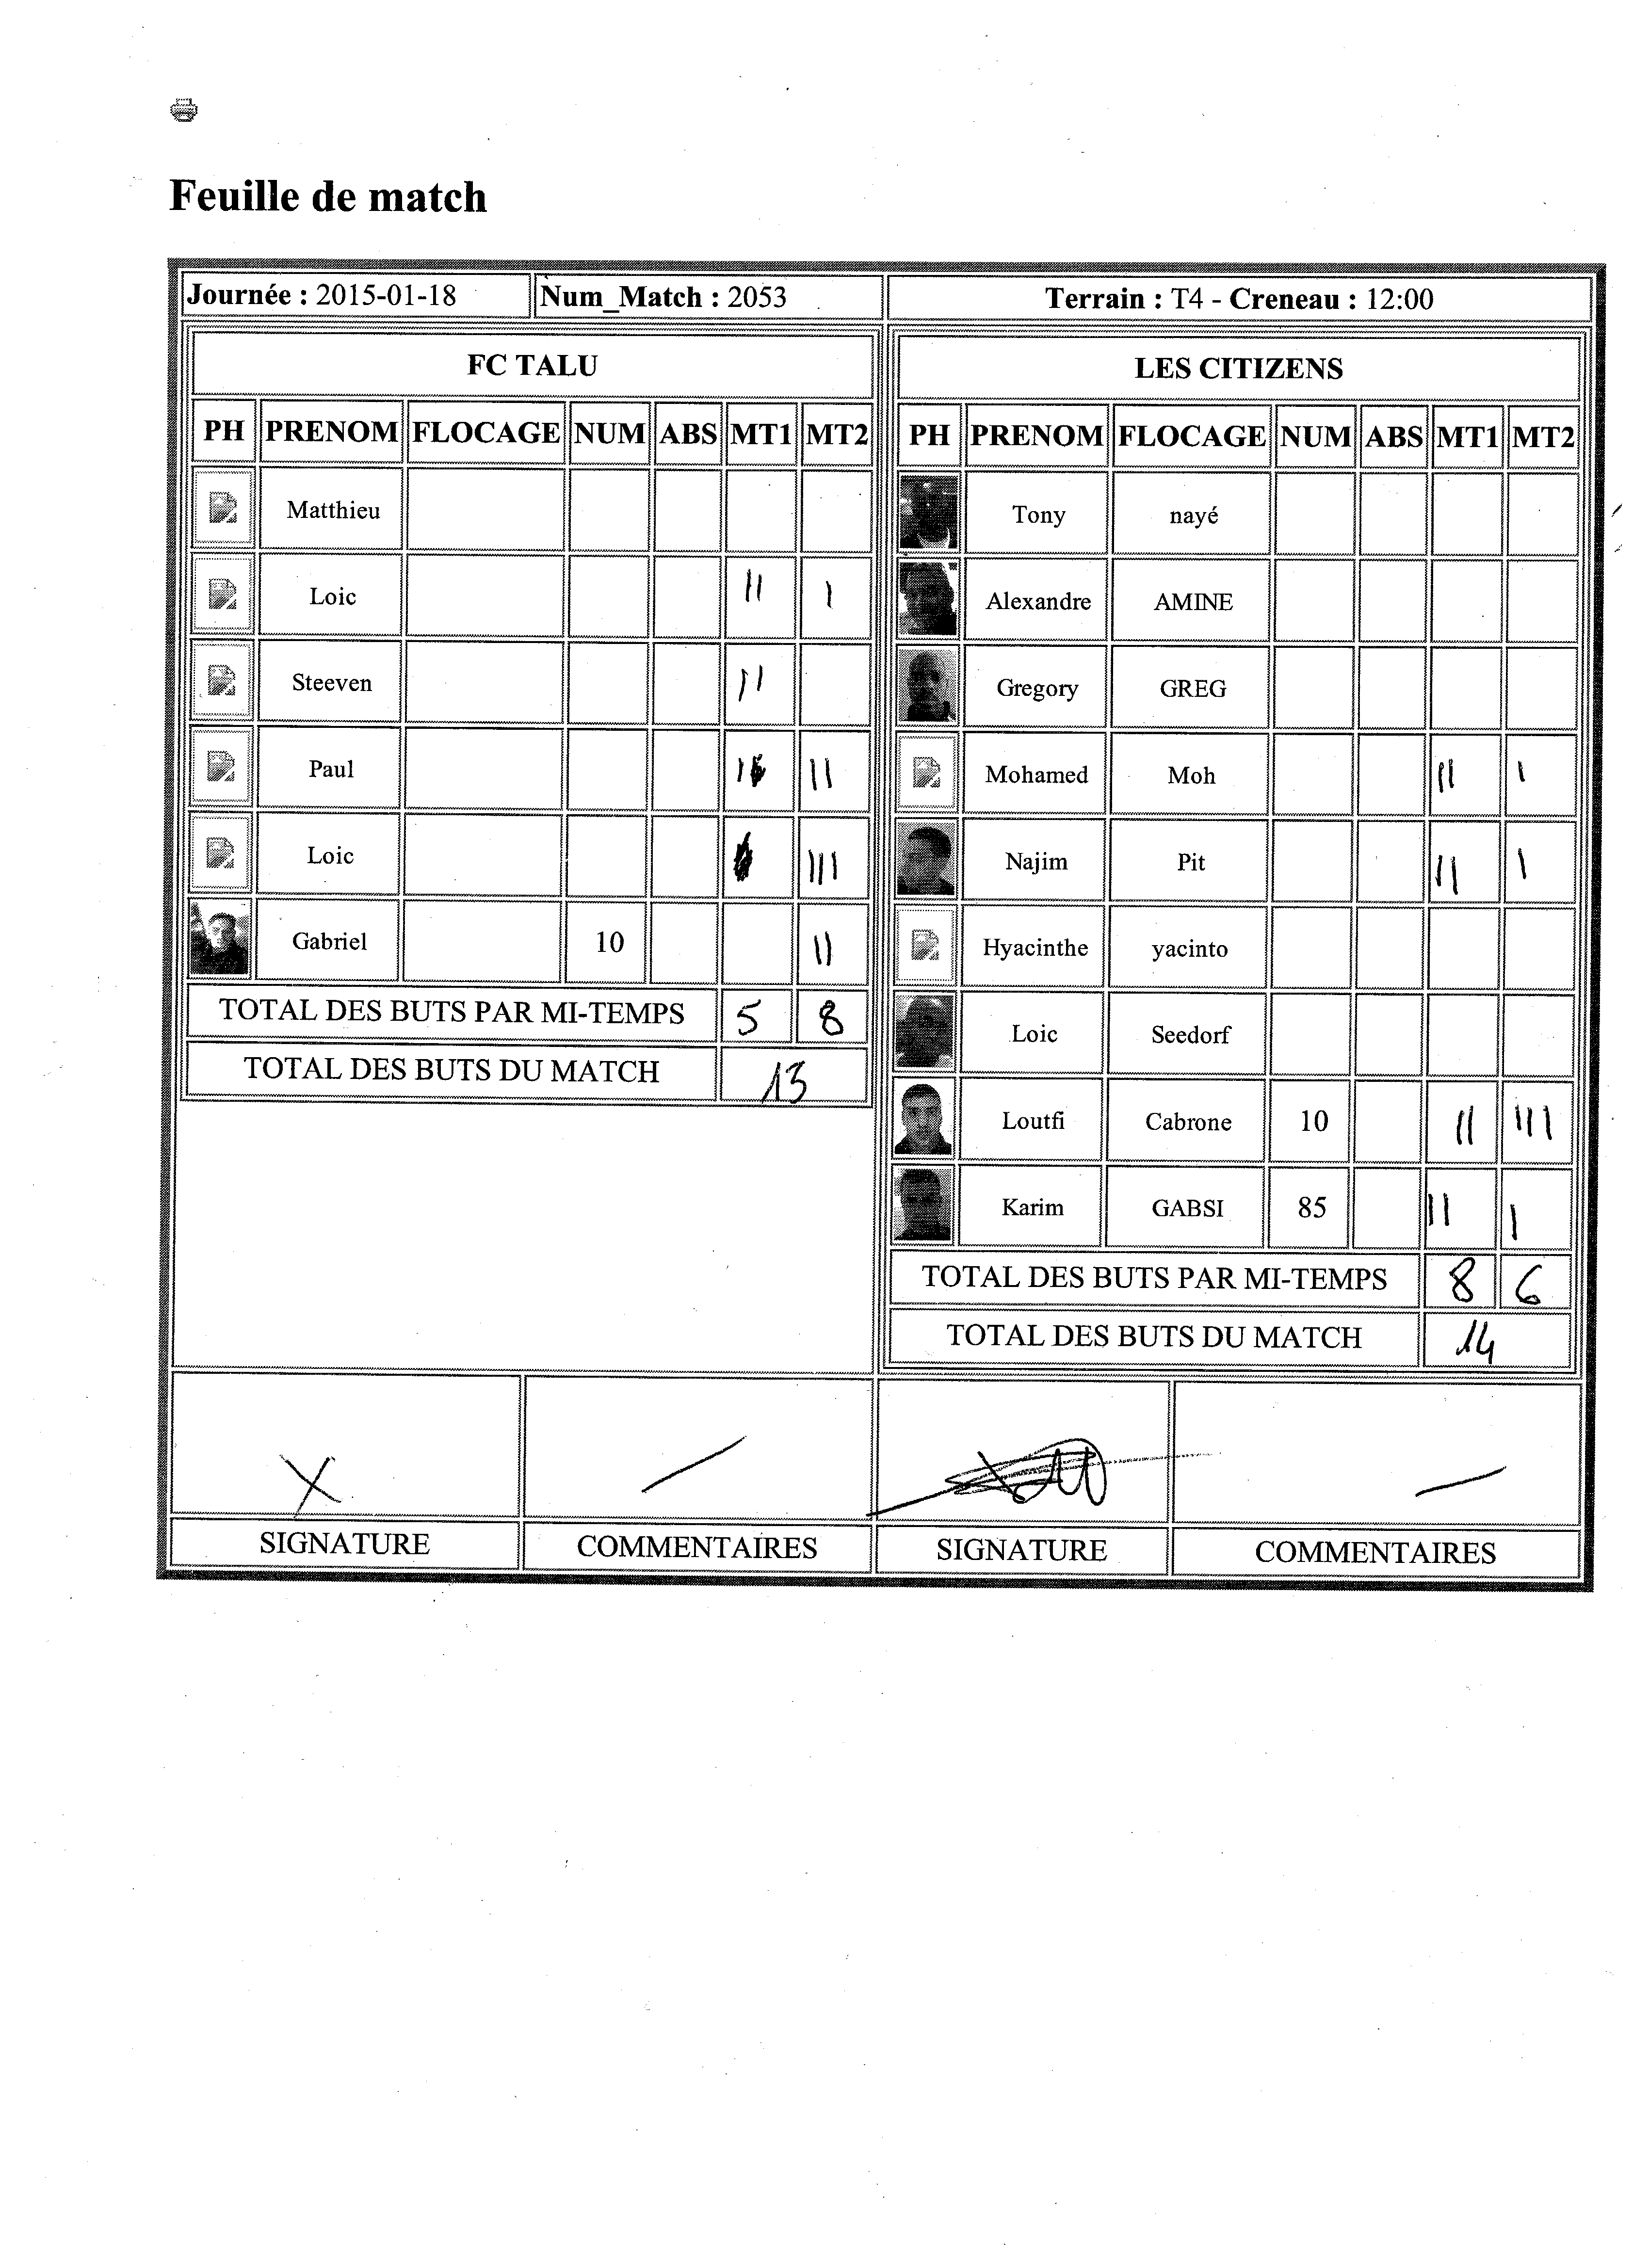 Feuille de match
Journée : 2015-01-18 Num_Match : 2053 Terrain : T4 - Creneau : 12:00
FC TALU
PH PRENOM FLOCAGE NUM ABS MT1 MT2
Matthieu
Loic II I
Steeven II
Paul I II
Loic III
Gabriel 10 II
TOTAL DES BUTS PAR MI-TEMPS 5 8
TOTAL DES BUTS DU MATCH 13
LES CITIZENS
PH PRENOM FLOCAGE NUM ABS MT1 MT2
Tony nayé
Alexandre AMINE
Gregory GREG
Mohamed Moh II I
Najim Pit II I
Hyacinthe yacinto
Loic Seedorf
Loutfi Cabrone 10 II III
Karim GABSI 85 II I
TOTAL DES BUTS PAR MI-TEMPS 8 6
TOTAL DES BUTS DU MATCH 14
SIGNATURE COMMENTAIRES SIGNATURE COMMENTAIRES